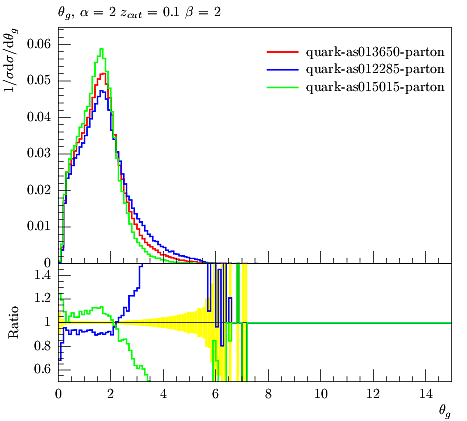 θg, α = 2 zcut = 0.1 β = 2
1/σdσ/dθg
quark-as013650-parton
quark-as012285-parton
quark-as015015-parton
0.06
0.05
0.04
0.03
0.02
0.01
0
Ratio
1.4
1.2
1
0.8
0.6
0 2 4 6 8 10 12 14
θg